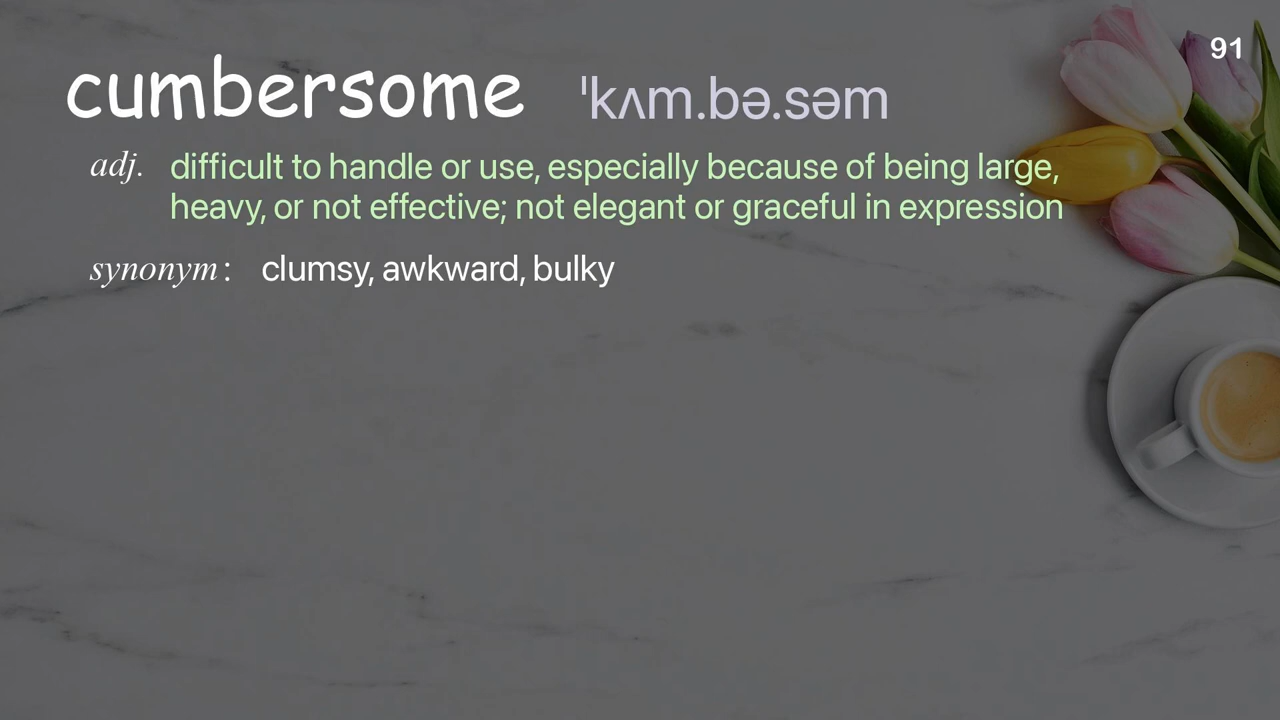 91
cumbersome ˈkʌm.bə.səm
adj. difficult to handle or use, especially because of being large,
heavy, or not effective; not elegant or graceful in expression
synonym: clumsy, awkward, bulky